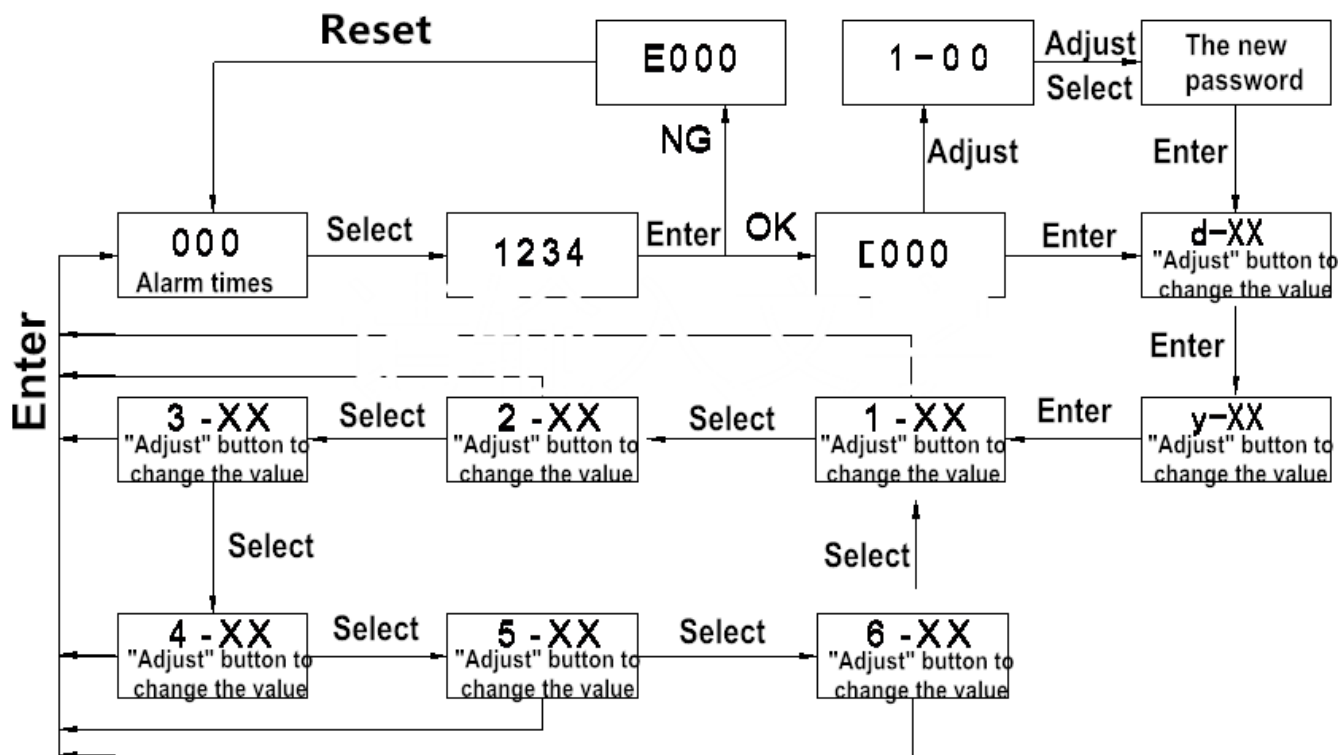 Reset
E000
1-00
Adjust
Select
The new
password
NG
Adjust
Enter
000
Alarm times
Select
1234
Enter
OK
[000
Enter
d-XX
"Adjust" button to
change the value
Enter
Enter
3 -XX
"Adjust" button to
change the value
Select
2 -XX
"Adjust" button to
change the value
Select
1 -XX
"Adjust" button to
change the value
Enter
y-XX
"Adjust" button to
change the value
Select
Select
4 -XX
"Adjust" button to
change the value
Select
5 -XX
"Adjust" button to
change the value
Select
6 -XX
"Adjust" button to
change the value